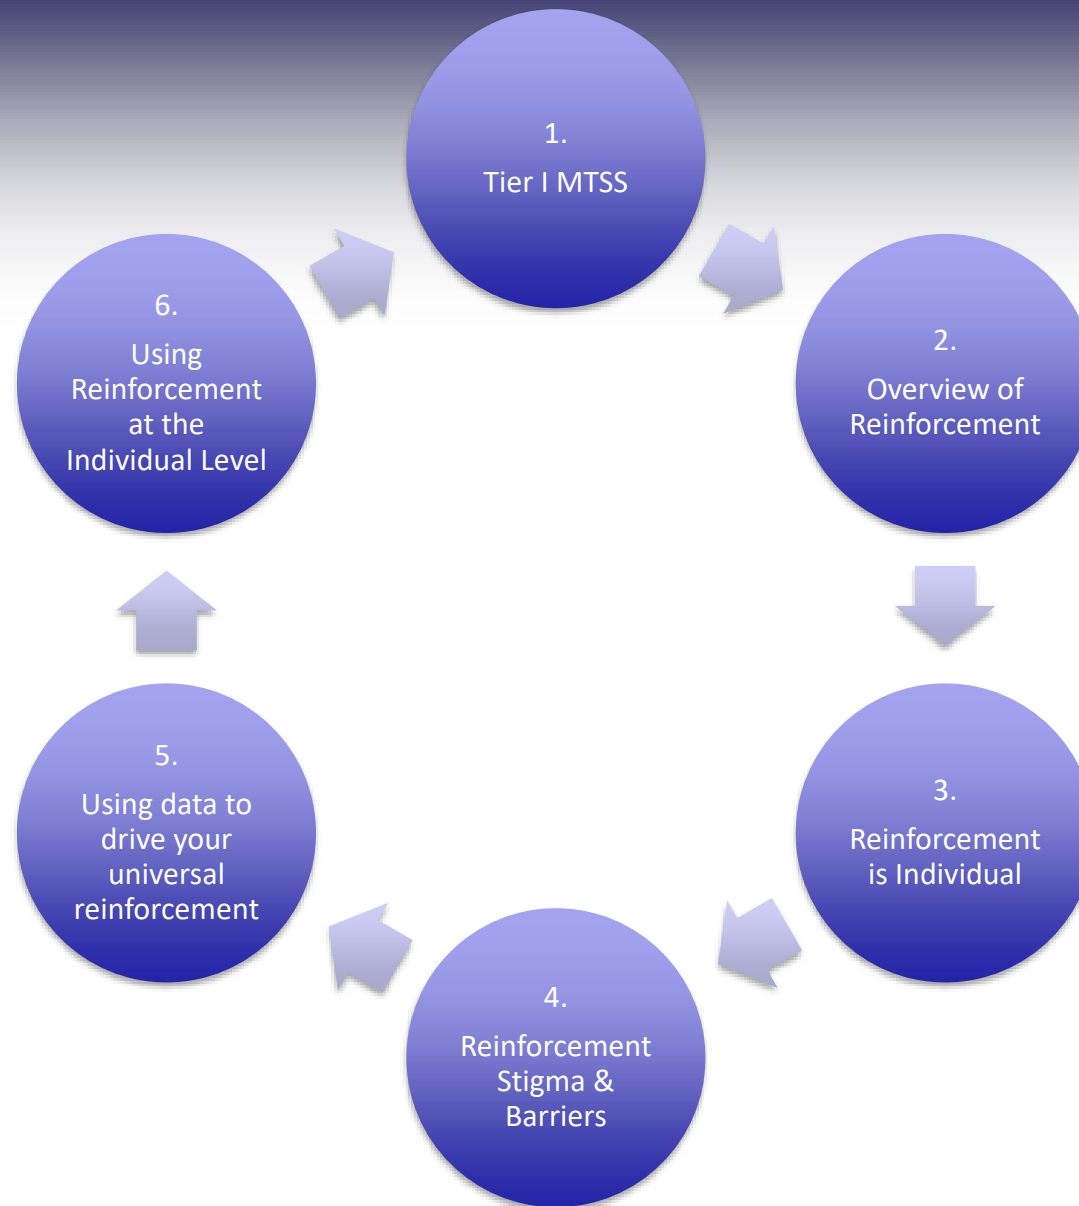 1.
Tier I MTSS
2.
Overview of
Reinforcement
3.
Reinforcement
is Individual
4.
Reinforcement
Stigma &
Barriers
5.
Using data to
drive your
universal
reinforcement
6.
Using
Reinforcement
at the
Individual Level